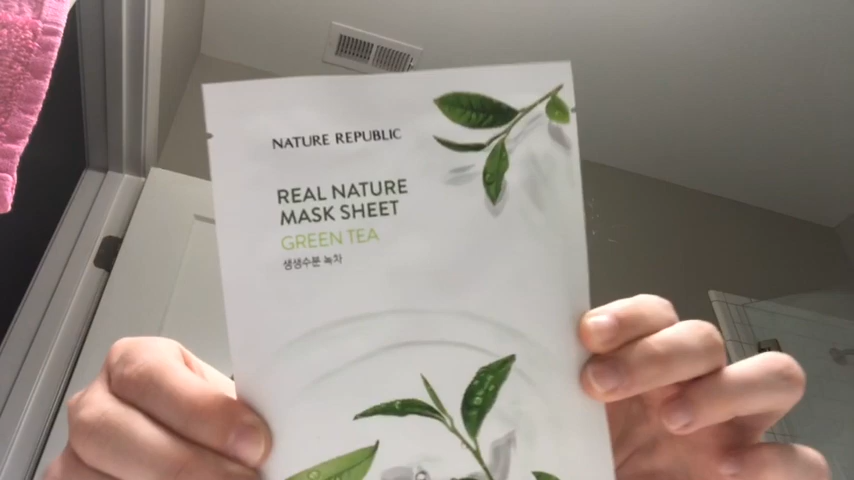 NATURE REPUBLIC
REAL NATURE
MASK SHEET
GREEN TEA
생생수분 녹차